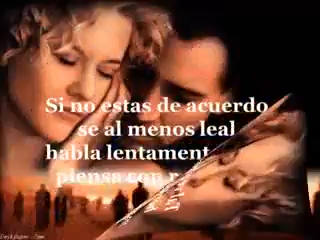 Si no estas de acuerdo
se al menos leal
habla
piensa con